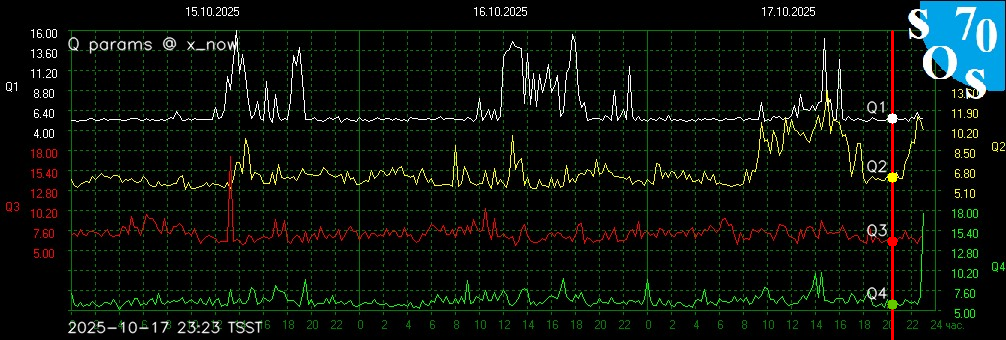 15.10.2025 16.10.2025 17.10.2025
Q params @ x_now
Q1
16.00
13.60
11.20
8.80
6.40
4.00
Q3
18.00
15.40
12.80
10.20
7.60
5.00
Q1
Q2
Q3
Q4
Q2
13.60
11.90
10.20
8.50
6.80
5.10
Q4
18.00
15.40
12.80
10.20
7.60
5.00
SOS
70
2025-10-17 23:23 TSST
18 20 22 0 2 4 6 8 10 12 14 16 18 20 22 0 2 4 6 8 10 12 14 16 18 20 22 24 час.